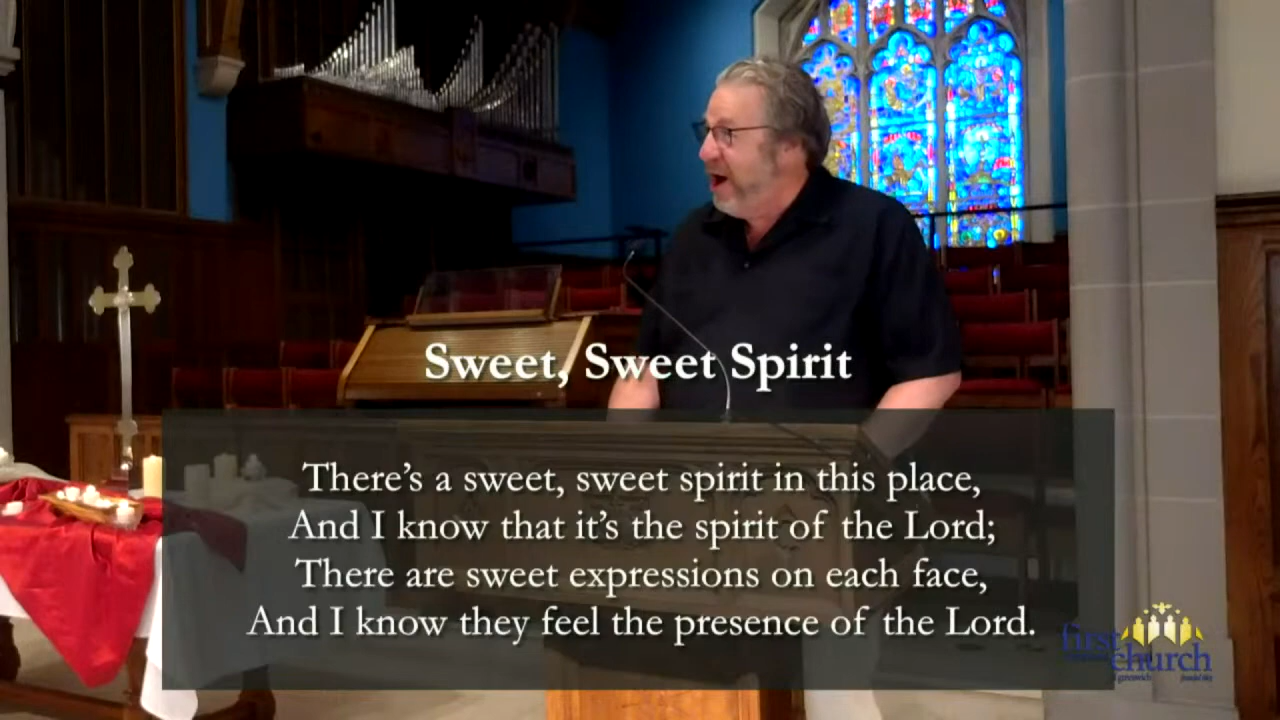 Sweet, Sweet Spirit
There's a sweet, sweet spirit in this place,
And I know that it's the spirit of the Lord;
There are sweet expressions on each face,
And I know they feel the presence of the Lord.
first
church